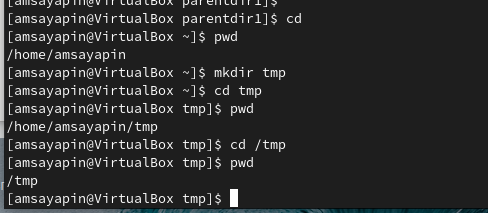 [amsayapin@VirtualBox parentdir1]$
[amsayapin@VirtualBox parentdir1]$ cd
[amsayapin@VirtualBox ~]$ pwd
/home/amsayapin
[amsayapin@VirtualBox ~]$ mkdir tmp
[amsayapin@VirtualBox ~]$ cd tmp
[amsayapin@VirtualBox tmp]$ pwd
/home/amsayapin/tmp
[amsayapin@VirtualBox tmp]$ cd /tmp
[amsayapin@VirtualBox tmp]$ pwd
/tmp
[amsayapin@VirtualBox tmp]$